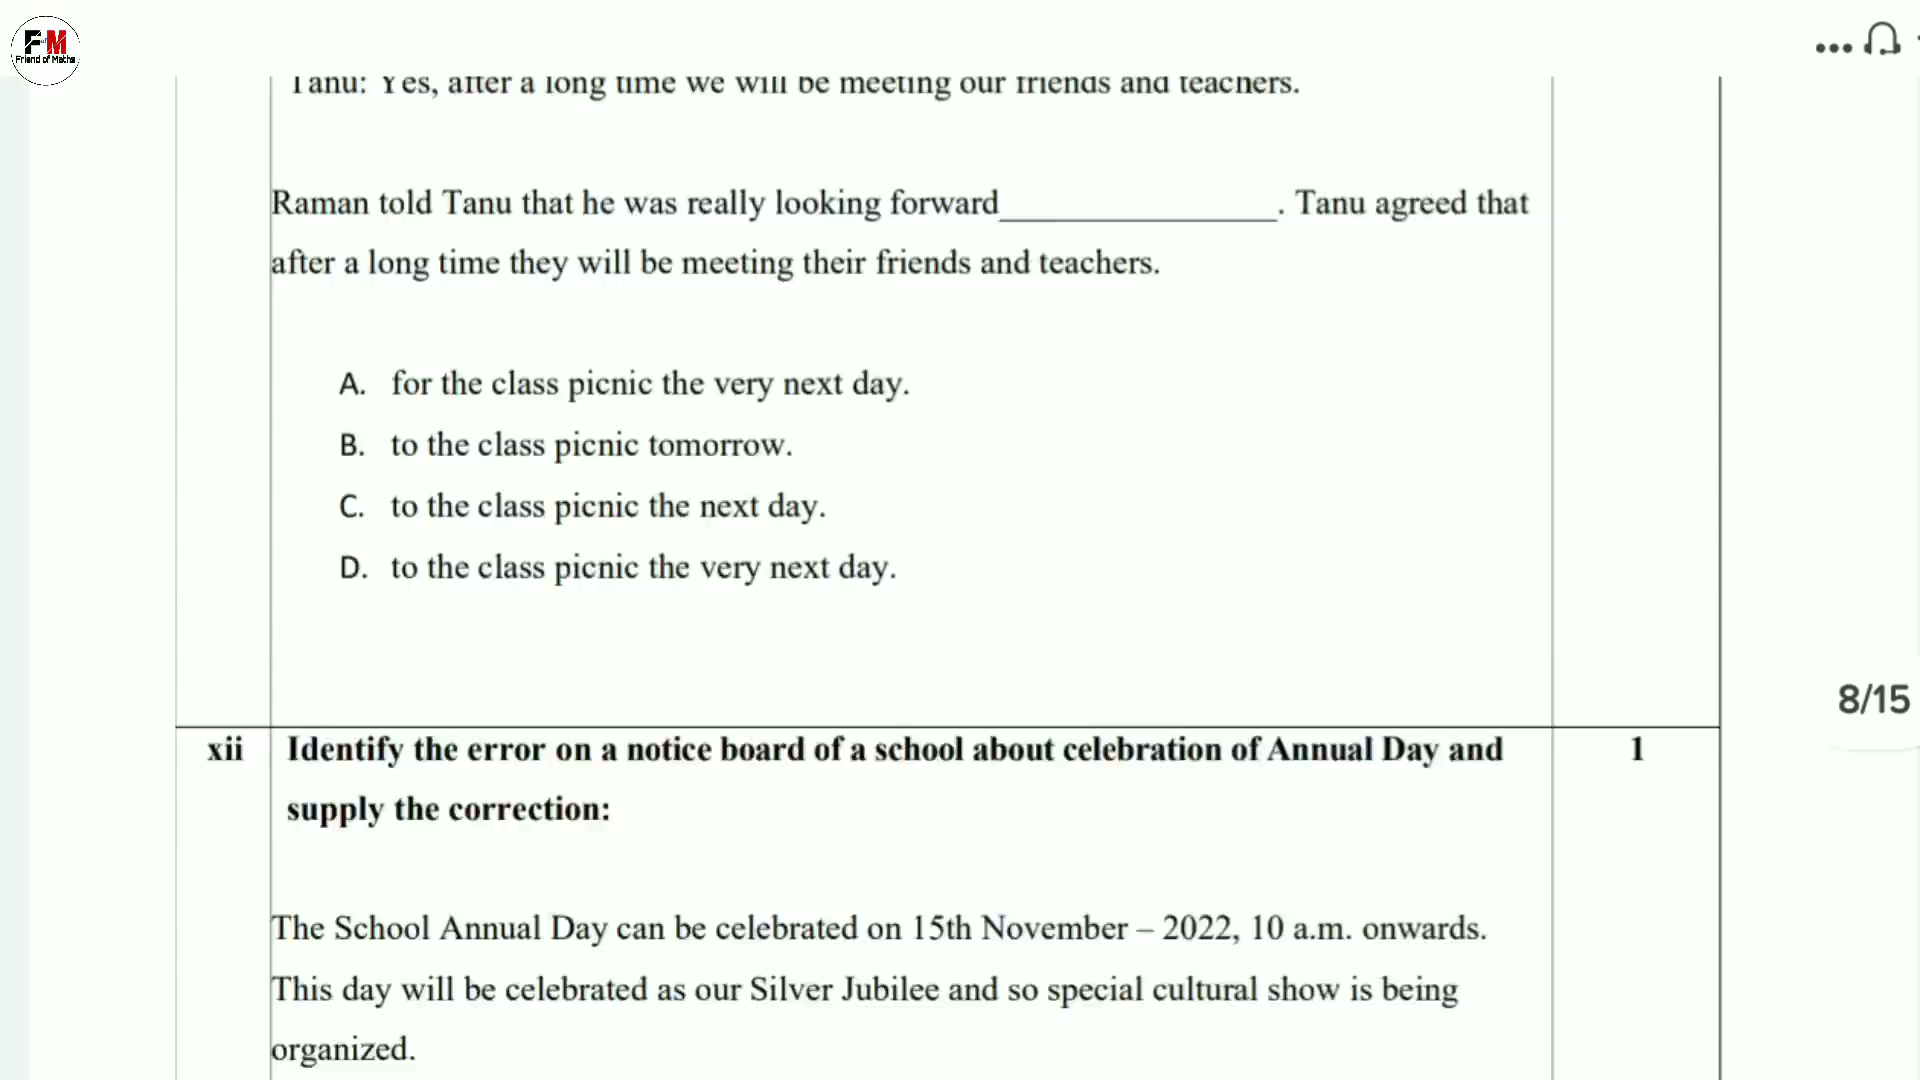 FM
Friend of Maths
Tanu: Yes, after a long time we will be meeting our friends and teachers.
Raman told Tanu that he was really looking forward________________. Tanu agreed that
after a long time they will be meeting their friends and teachers.
A. for the class picnic the very next day.
B. to the class picnic tomorrow.
C. to the class picnic the next day.
D. to the class picnic the very next day.
8/15
xii Identify the error on a notice board of a school about celebration of Annual Day and 1
supply the correction:
The School Annual Day can be celebrated on 15th November – 2022, 10 a.m. onwards.
This day will be celebrated as our Silver Jubilee and so special cultural show is being
organized.